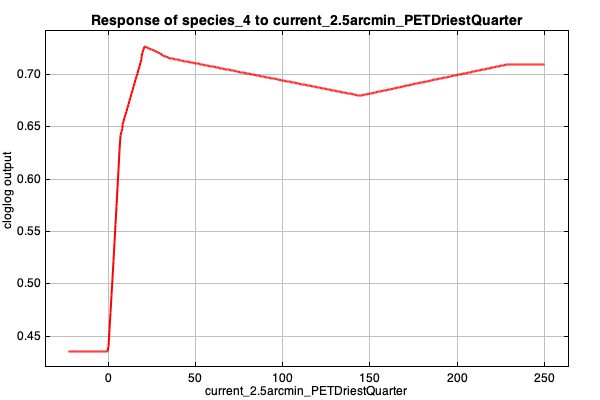 Response of species_4 to current_2.5arcmin_PETDriestQuarter
cloglog output
0.70
0.65
0.60
0.55
0.50
0.45
0 50 100 150 200 250
current_2.5arcmin_PETDriestQuarter